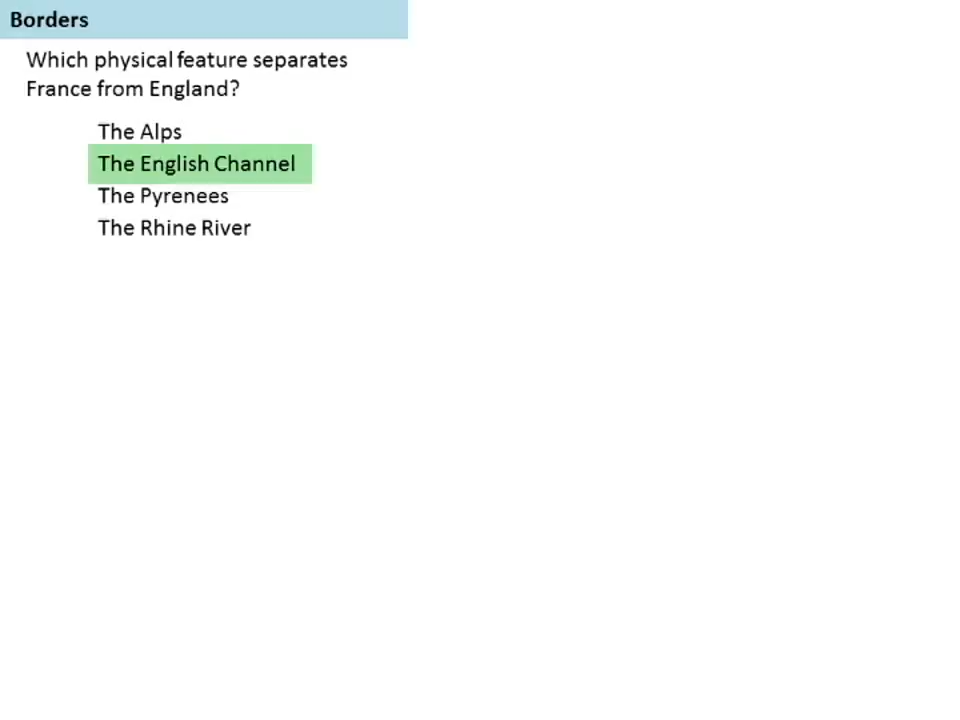 Borders
Which physical feature separates
France from England?
The Alps
The English Channel
The Pyrenees
The Rhine River